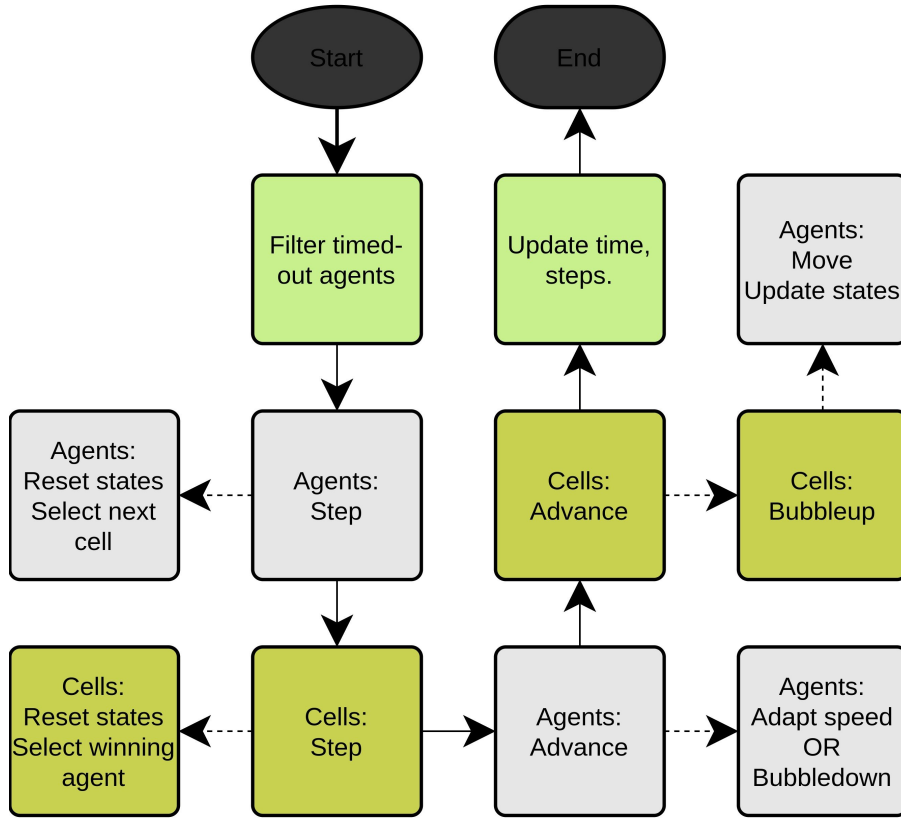 Start
End
Filter timed-
out agents
Update time,
steps.
Agents:
Move
Update states
Agents:
Reset states
Select next
cell
Agents:
Step
Cells:
Advance
Cells:
Bubbleup
Cells:
Reset states
Select winning
agent
Cells:
Step
Agents:
Advance
Agents:
Adapt speed
OR
Bubbledown